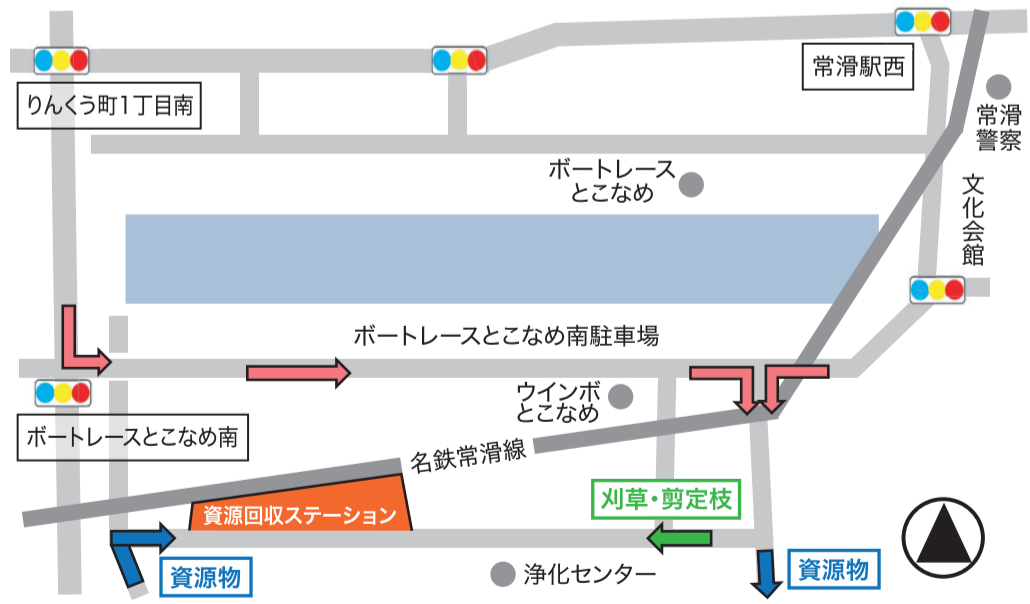 常滑駅西
りんくう町1丁目南
常滑
警察
ボートレース
とこなめ
文化会館
ボートレースとこなめ南駐車場
ウインボ
とこなめ
ボートレースとこなめ南
名鉄常滑線
刈草・剪定枝
資源回収ステーション
資源物
浄化センター
資源物